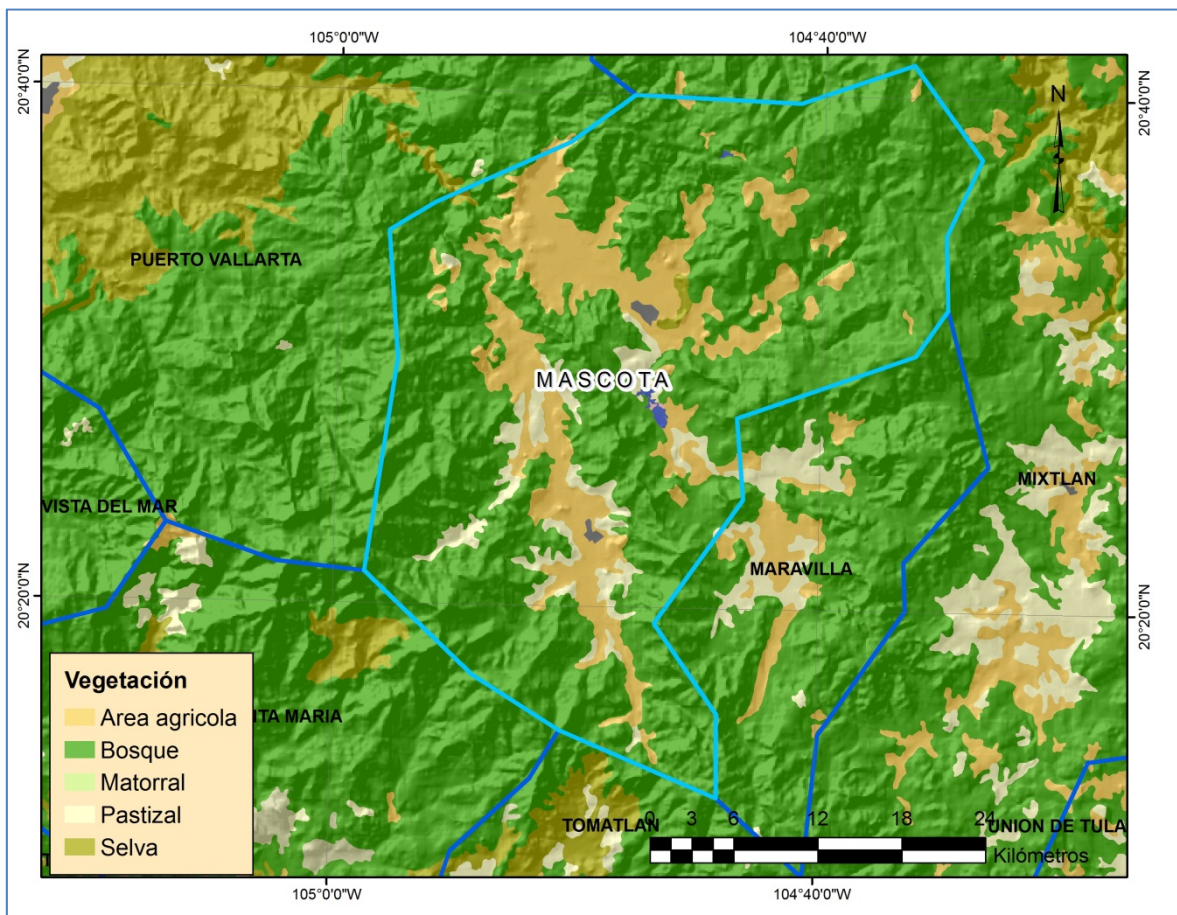 105°0'0"W
104°40'0"W
20°40'0"N
20°40'0"N
N
PUERTO VALLARTA
MASCOTA
VISTA DEL MAR
MIXTLAN
MARAVILLA
20°20'0"N
20°20'0"N
Vegetación
Area agricola
Bosque
Matorral
Pastizal
Selva
ITA MARIA
TOMATLAN
0 3 6 12 18 24
Kilómetros
UNION DE TULA
T
105°0'0"W
104°40'0"W